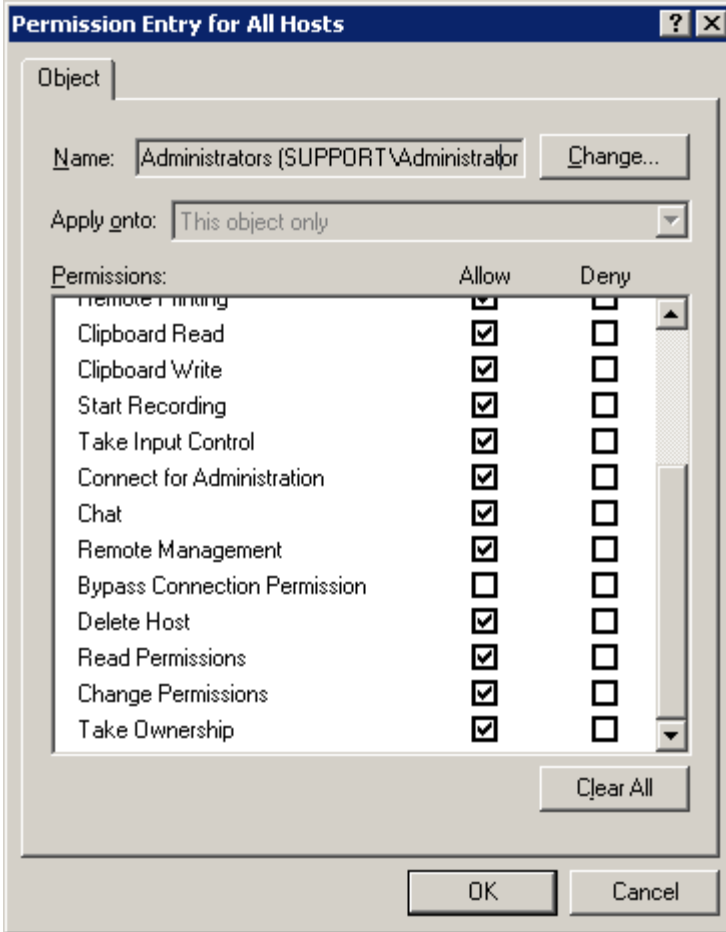 Permission Entry for All Hosts
Object
Name: Administrators (SUPPORT\Administrator Change...
Apply onto: This object only
Permissions: Allow Deny
Remote Printing
Clipboard Read
Clipboard Write
Start Recording
Take Input Control
Connect for Administration
Chat
Remote Management
Bypass Connection Permission
Delete Host
Read Permissions
Change Permissions
Take Ownership
Clear All
OK Cancel